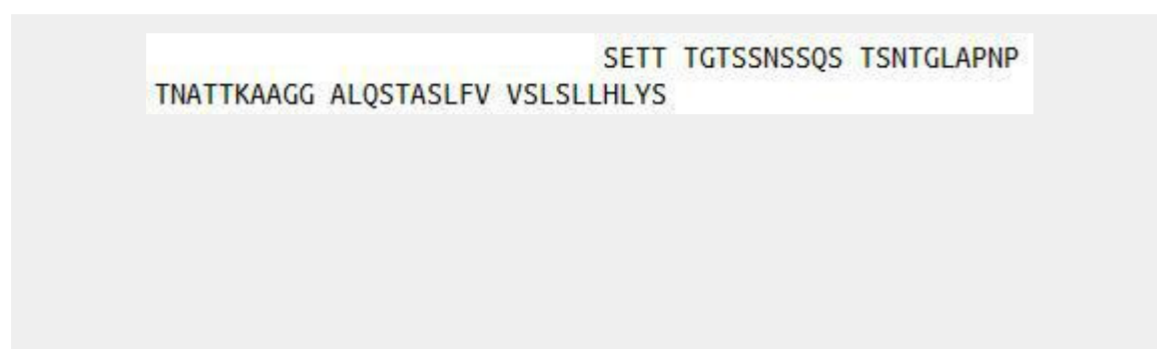 SETT TGTSSNSSQS TSNTGLAPNP
TNATTKAAGG ALQSTASLFV VSLSLLHLYS